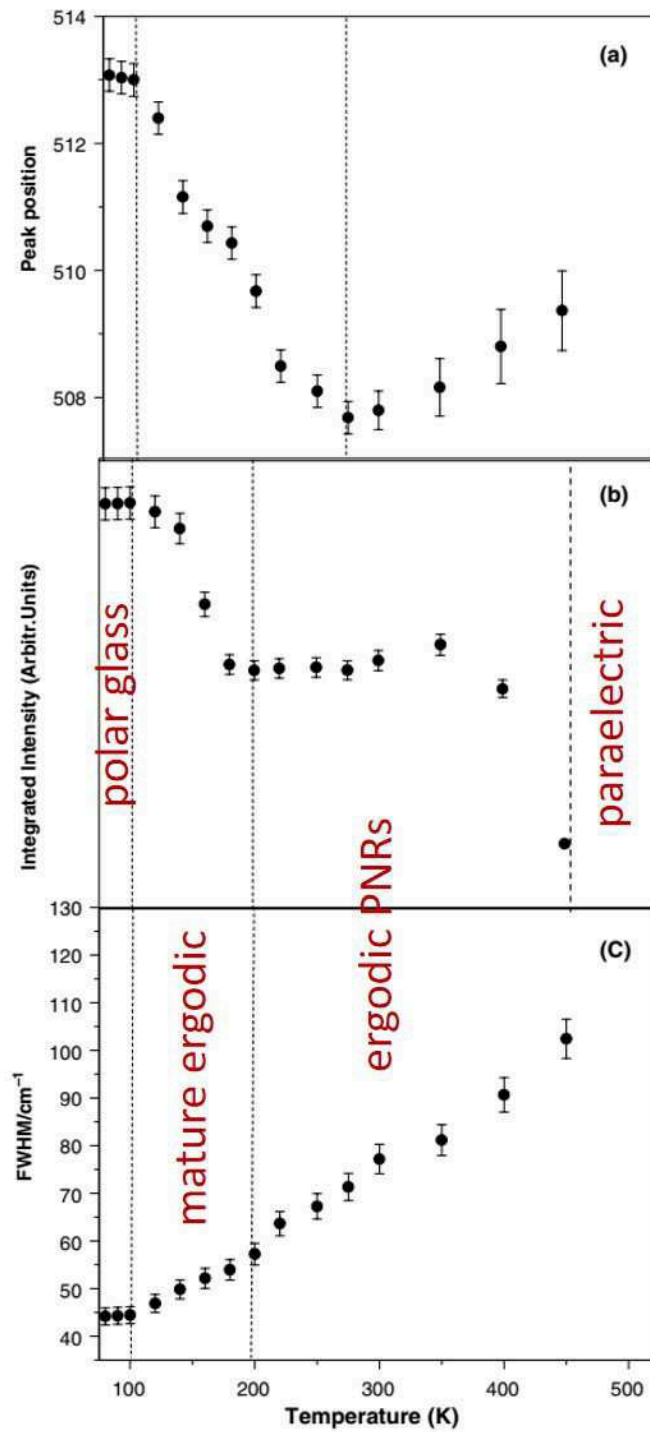 514
512
510
508
Peak position
(a)
Integrated Intensity (Arbitr.Units)
(b)
polar glass
paraelectric
ergodic PNRs
mature ergodic
130
120
110
100
90
80
70
60
50
40
FWHM/cm⁻¹
(C)
100 200 300 400 500
Temperature (K)